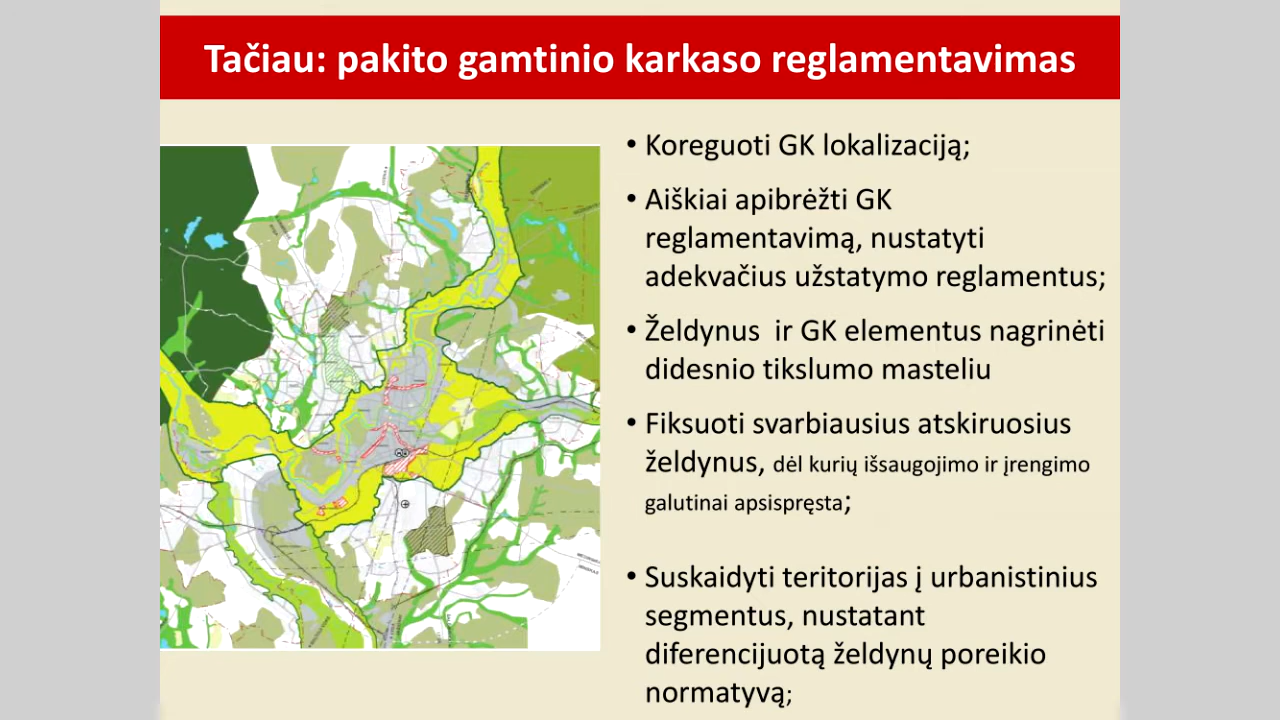 Tačiau: pakito gamtinio karkaso reglamentavimas
• Koreguoti GK lokalizaciją;
• Aiškiai apibrėžti GK
reglamentavimą, nustatyti
adekvačius užstatymo reglamentus;
• Želdynus ir GK elementus nagrinėti
didesnio tikslumo masteliu
• Fiksuoti svarbiausius atskiruosius
želdynus, dėl kurių išsaugojimo ir įrengimo
galutinai apsispręsta;
• Suskaidyti teritorijas į urbanistinius
segmentus, nustatant
diferencijuotą želdynų poreikio
normatyvą;